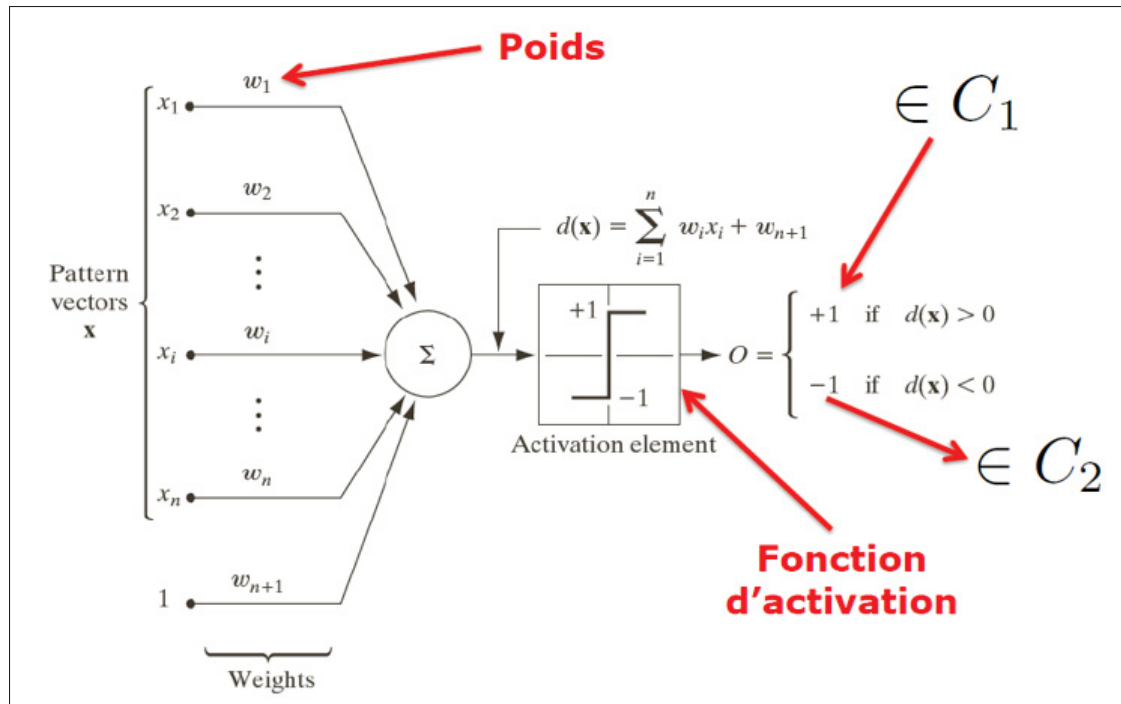 Poids
∈ C₁
w₁
x₁
w₂
x₂
d(x) = ∑ᵢ₌₁ⁿ wᵢxᵢ + wₙ₊₁
⋮
Pattern
vectors
x
wᵢ
xᵢ
Σ
+1
−1
Activation element
O = { +1 if d(x) > 0
−1 if d(x) < 0
⋮
∈ C₂
wₙ
xₙ
Fonction
d’activation
wₙ₊₁
1
Weights